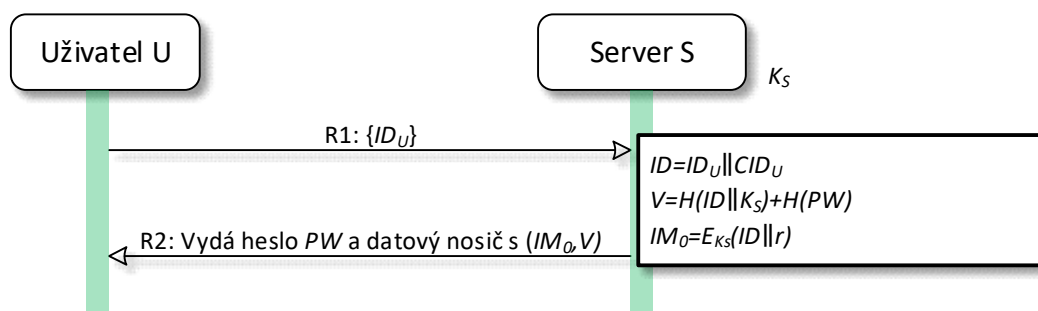 Uživatel U
Server S
K_S
R1: {ID_U}
ID=ID_U‖CID_U
V=H(ID‖K_S)+H(PW)
IM_0=E_Ks(ID‖r)
R2: Vydá heslo PW a datový nosič s (IM_0,V)